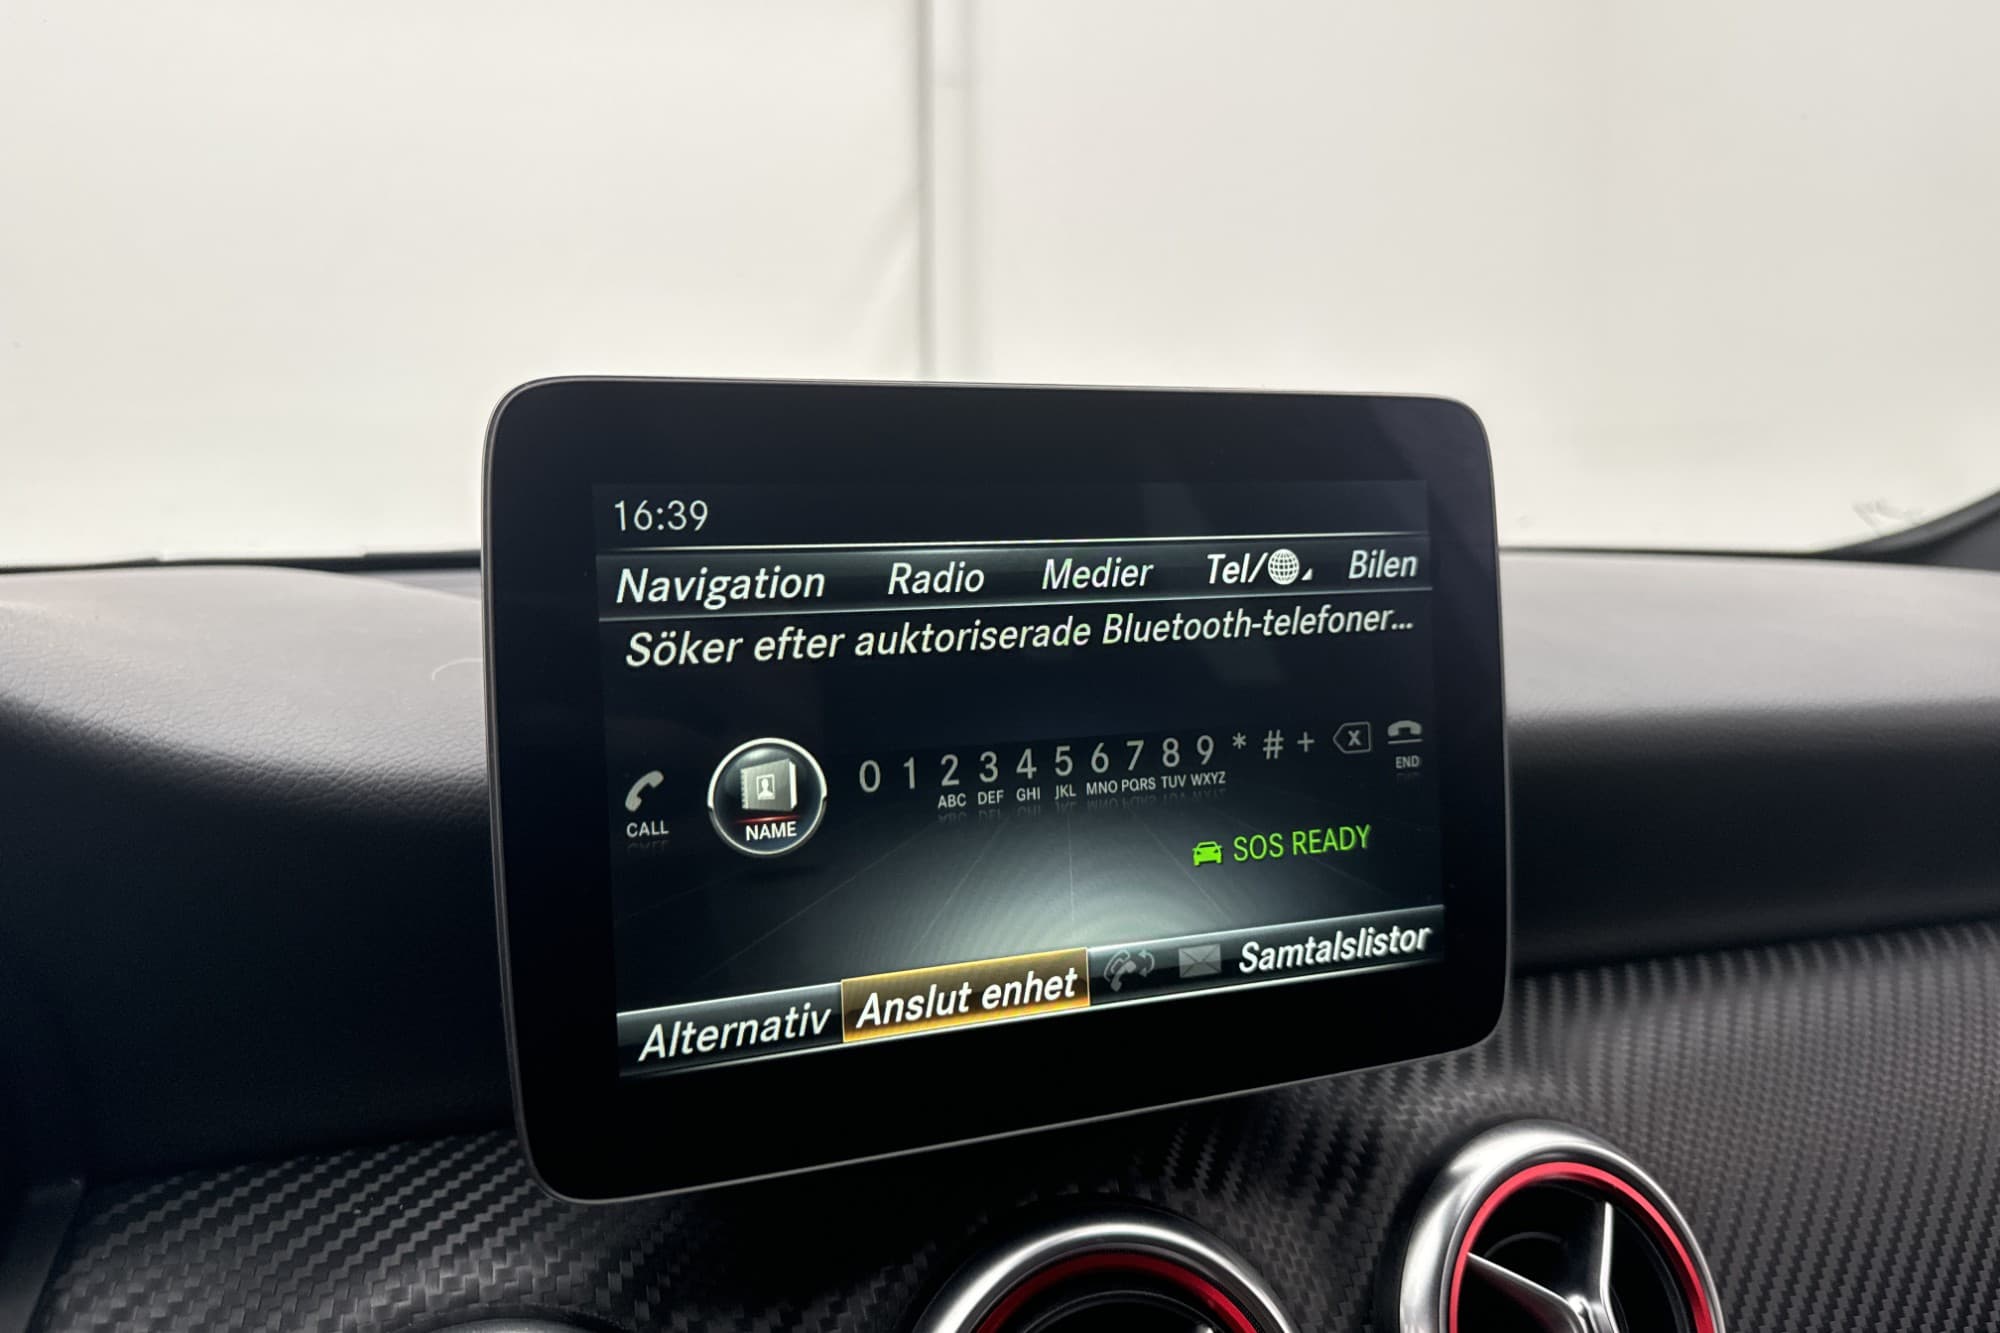 16:39
Navigation Radio Medier Tel/ Bilen
Söker efter auktoriserade Bluetooth-telefoner...
0 1 2 3 4 5 6 7 8 9 * # + X
ABC DEF GHI JKL MNO PQRS TUV WXYZ END
CALL NAME
SOS READY
Alternativ Anslut enhet Samtalslistor